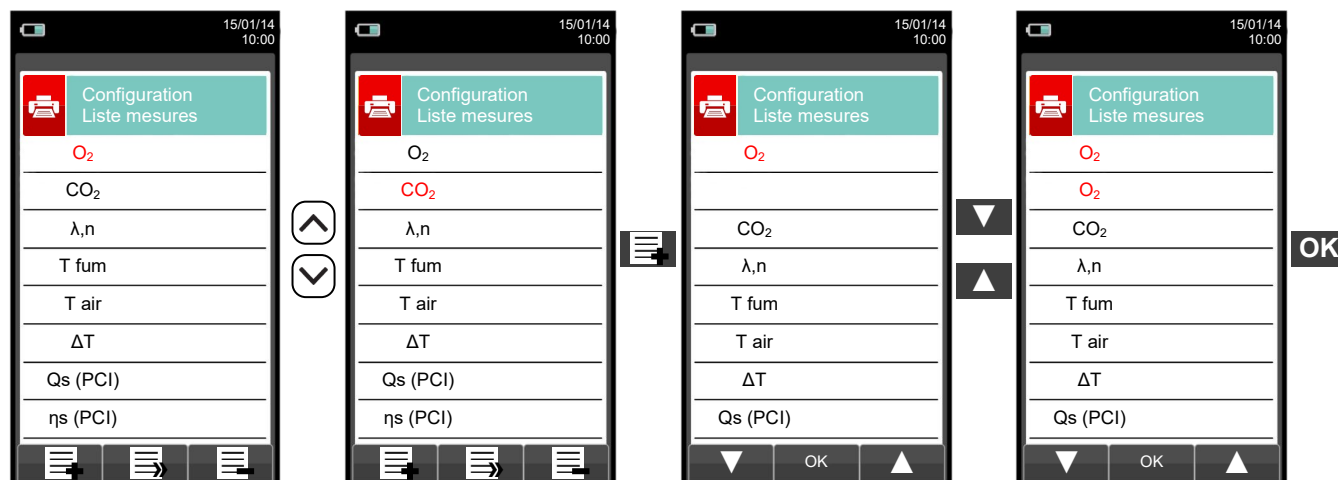 15/01/14
10:00
Configuration
Liste mesures
O₂
CO₂
λ,n
T fum
T air
ΔT
Qs (PCI)
ηs (PCI)
15/01/14
10:00
Configuration
Liste mesures
O₂
CO₂
λ,n
T fum
T air
ΔT
Qs (PCI)
ηs (PCI)
15/01/14
10:00
Configuration
Liste mesures
O₂
CO₂
λ,n
T fum
T air
ΔT
Qs (PCI)
OK
15/01/14
10:00
Configuration
Liste mesures
O₂
O₂
CO₂
λ,n
T fum
T air
ΔT
Qs (PCI)
OK
OK